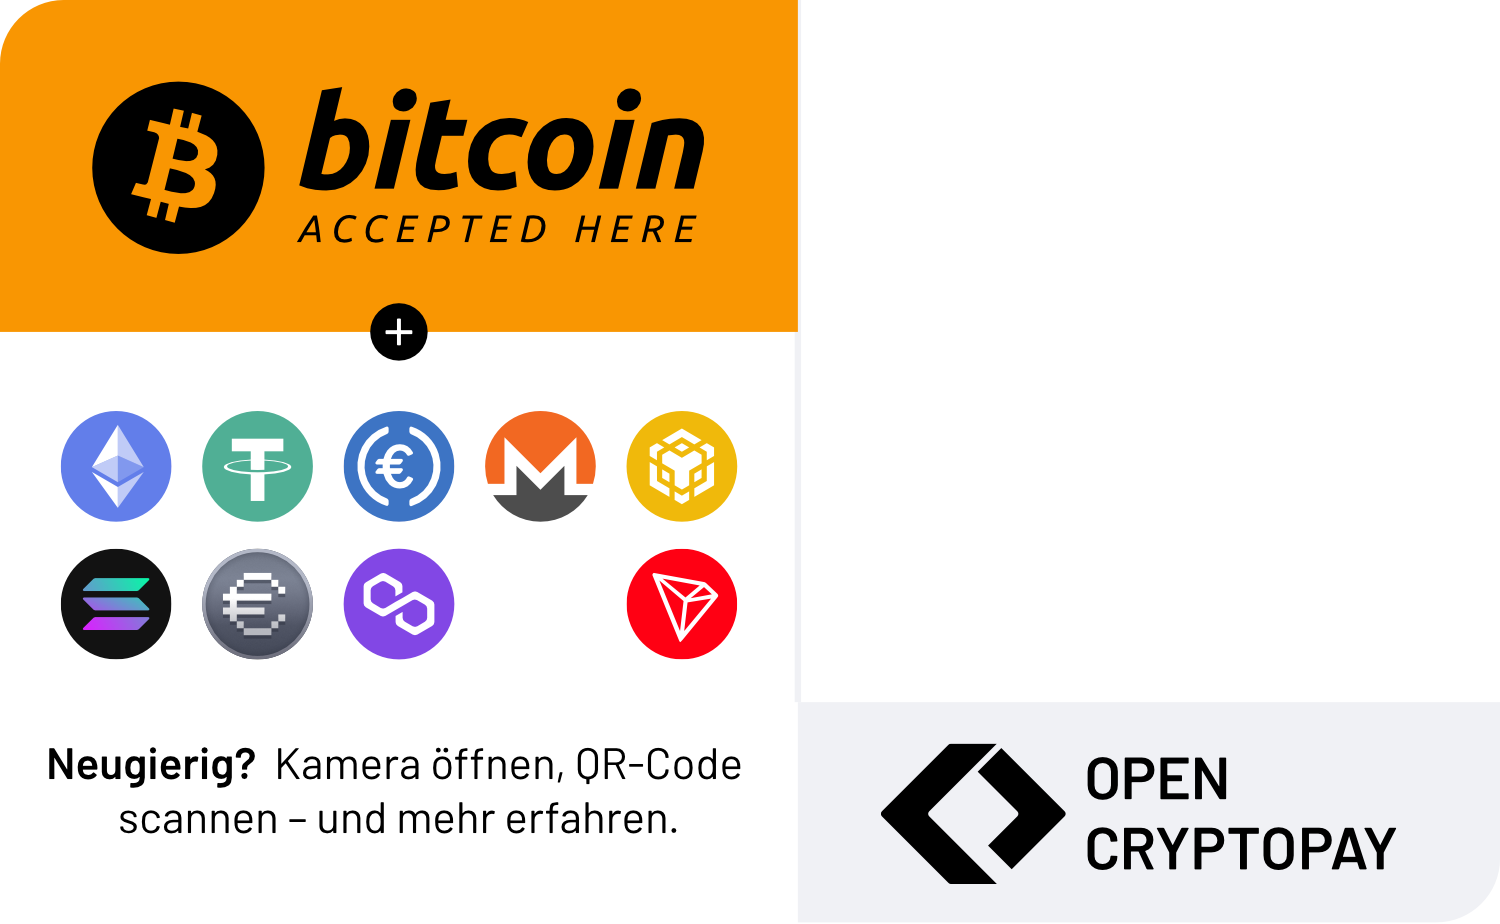 bitcoin
ACCEPTED HERE
Neugierig? Kamera öffnen, QR-Code
scannen – und mehr erfahren.
OPEN
CRYPTOPAY